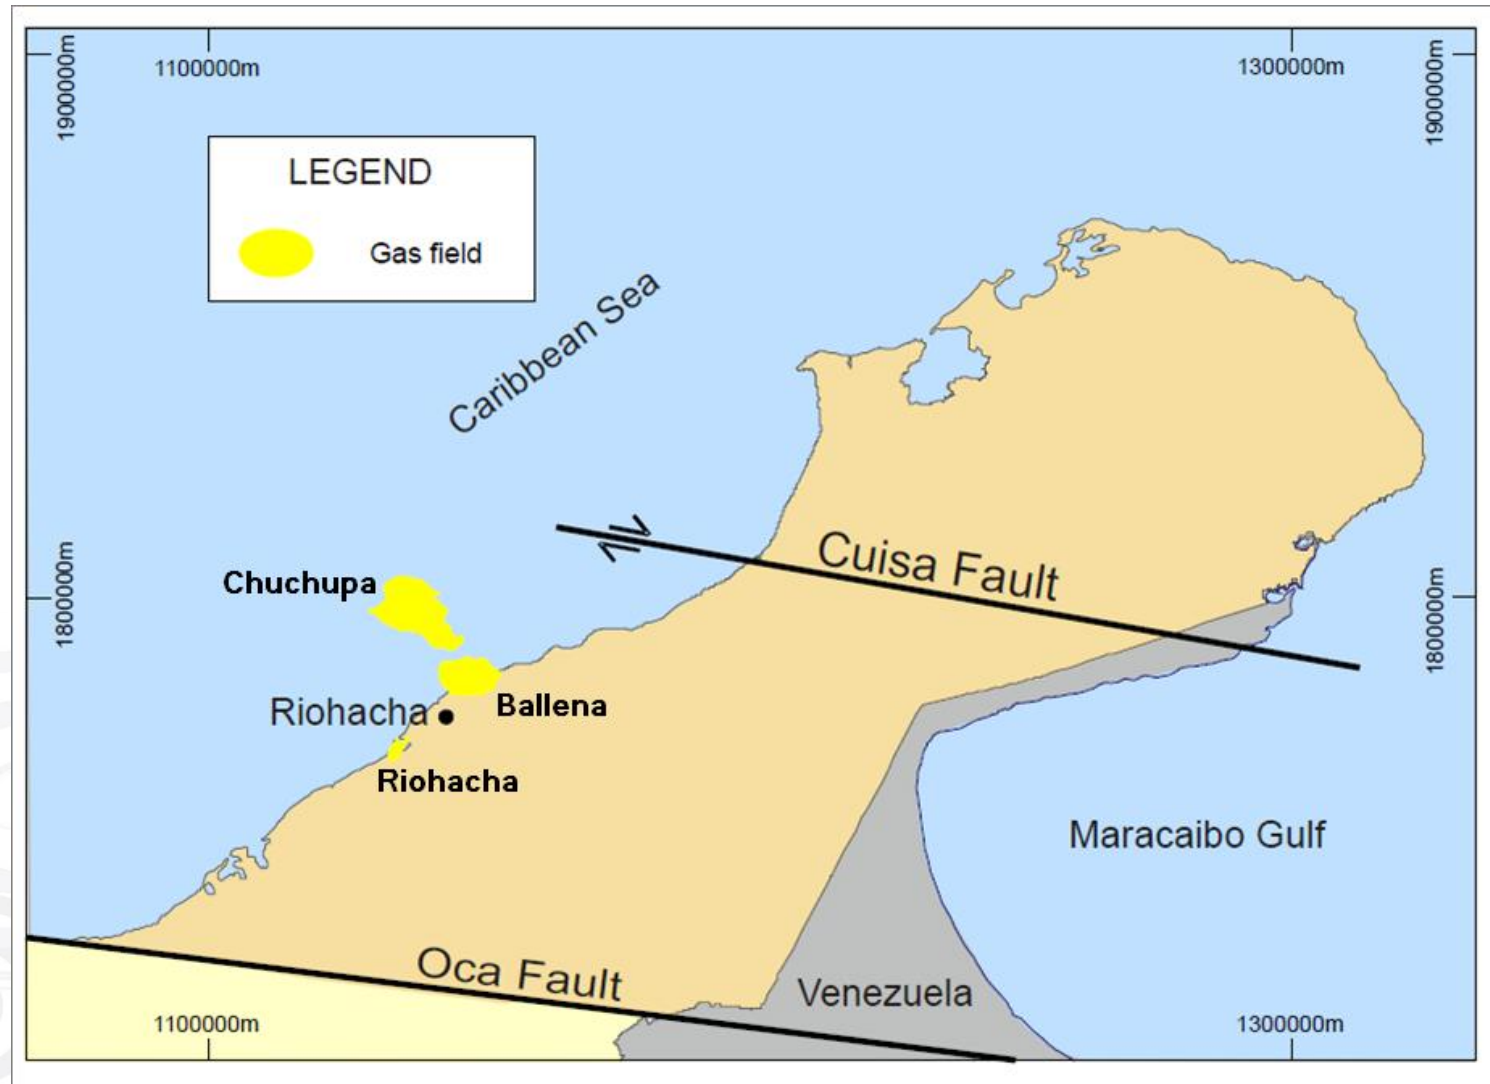 1100000m
1300000m
1900000m
1900000m
LEGEND
Gas field
Caribbean Sea
Cuisa Fault
Chuchupa
1800000m
1800000m
Ballena
Riohacha
Riohacha
Maracaibo Gulf
Oca Fault
Venezuela
1100000m
1300000m